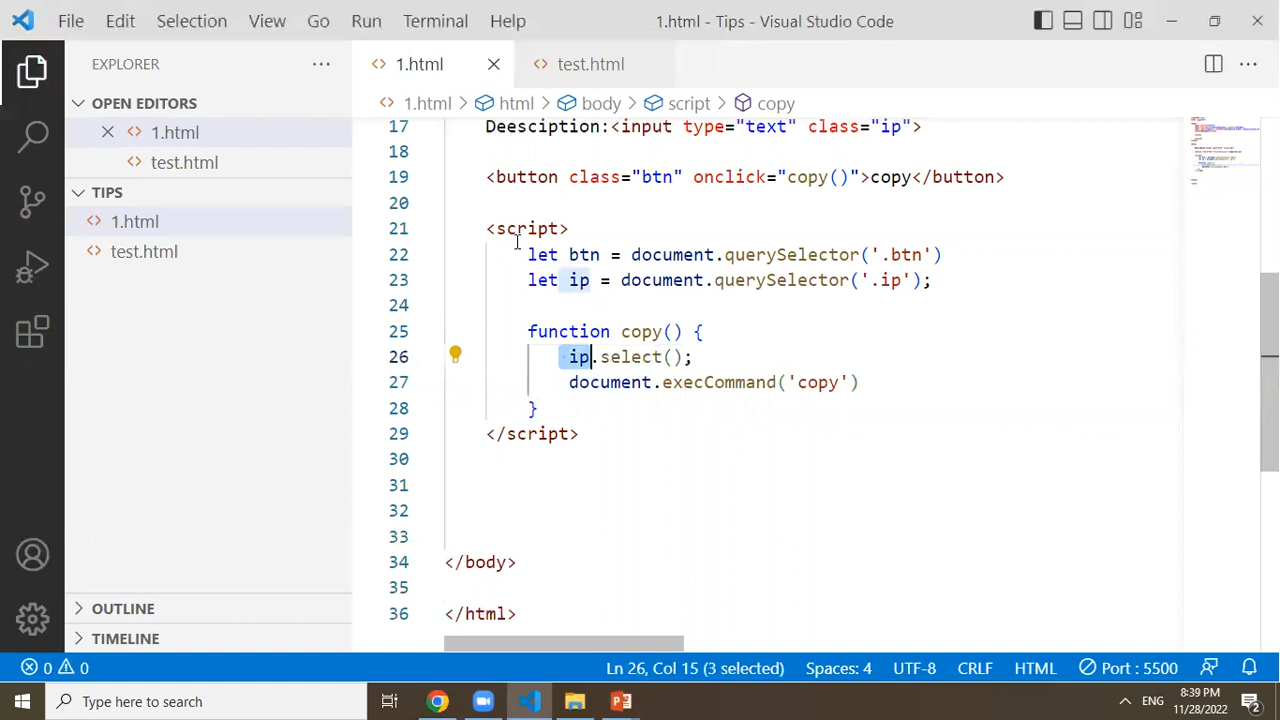 File Edit Selection View Go Run Terminal Help 1.html - Tips - Visual Studio Code
EXPLORER
1.html
test.html
OPEN EDITORS
1.html
test.html
TIPS
1.html
test.html
OUTLINE
TIMELINE
1.html > html > body > script > copy
17 Deesciption:<input type="text" class="ip">
18
19 <button class="btn" onclick="copy()">copy</button>
20
21 <script>
22 let btn = document.querySelector('.btn')
23 let ip = document.querySelector('.ip');
24
25 function copy() {
26 ip.select();
27 document.execCommand('copy')
28 }
29 </script>
30
31
32
33
34 </body>
35
36 </html>
0 0 Ln 26, Col 15 (3 selected) Spaces: 4 UTF-8 CRLF HTML Port : 5500
Type here to search
ENG
8:39 PM
11/28/2022
2